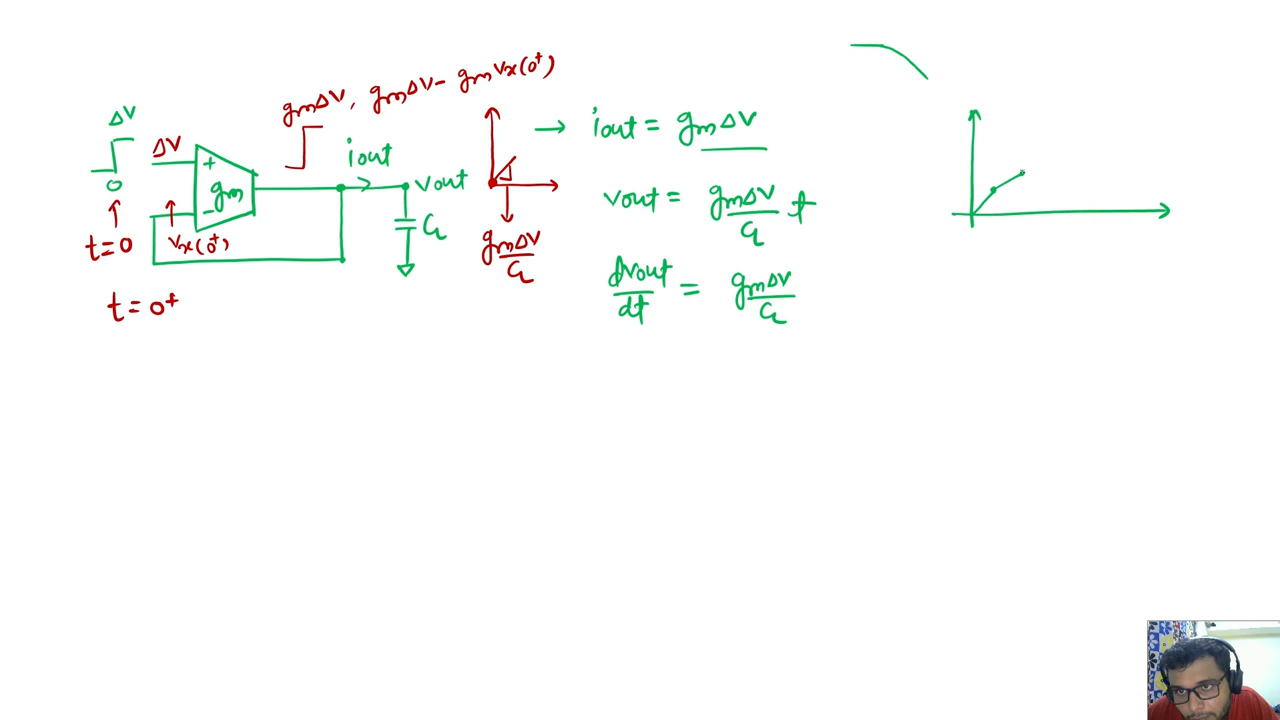 gmΔV, gmΔV - gmVx(0⁺)
ΔV
ΔV
+
gm
-
0
t=0
Vx(0⁺)
t=0⁺
iout
vout
CL
gmΔV/CL
→ iout = gmΔV
vout = gmΔV/CL t
dvout/dt = gmΔV/CL